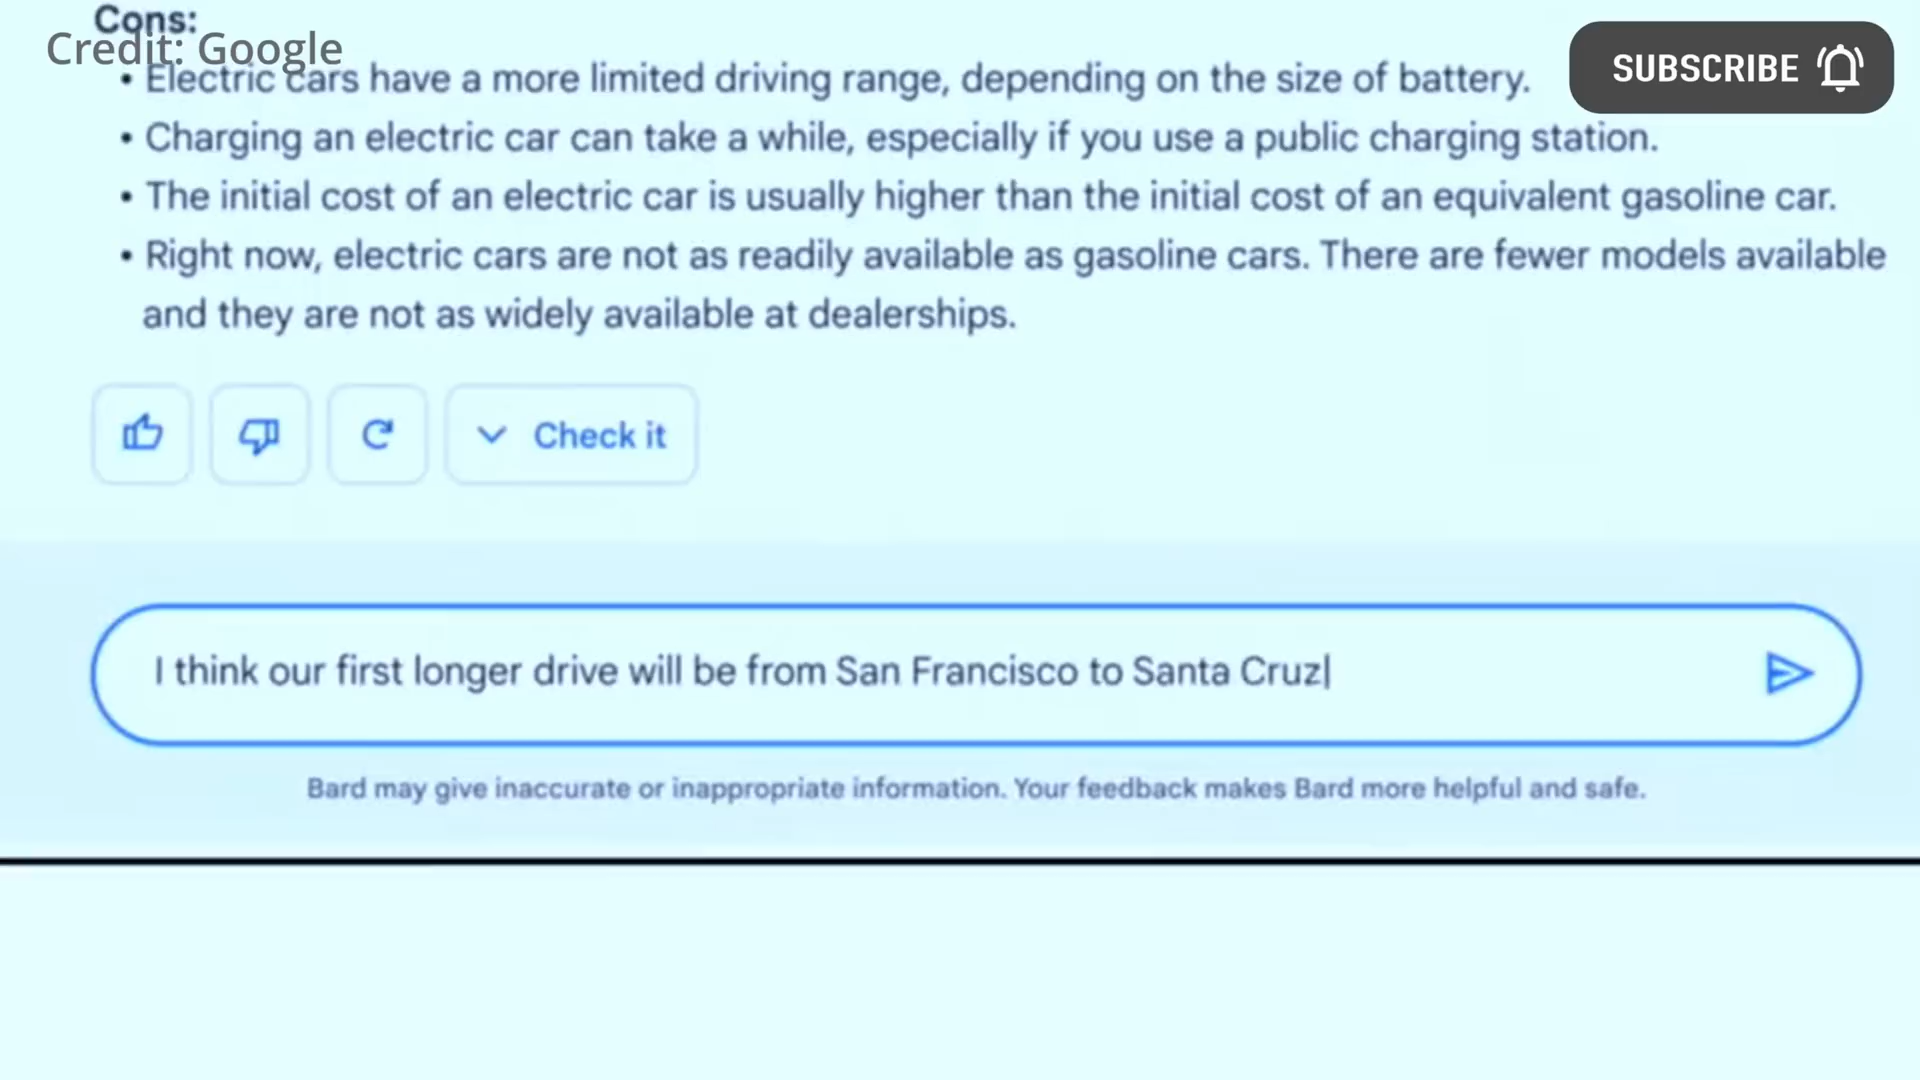 Cons:
Credit: Google
SUBSCRIBE
• Electric cars have a more limited driving range, depending on the size of battery.
• Charging an electric car can take a while, especially if you use a public charging station.
• The initial cost of an electric car is usually higher than the initial cost of an equivalent gasoline car.
• Right now, electric cars are not as readily available as gasoline cars. There are fewer models available
and they are not as widely available at dealerships.
Check it
I think our first longer drive will be from San Francisco to Santa Cruz
Bard may give inaccurate or inappropriate information. Your feedback makes Bard more helpful and safe.